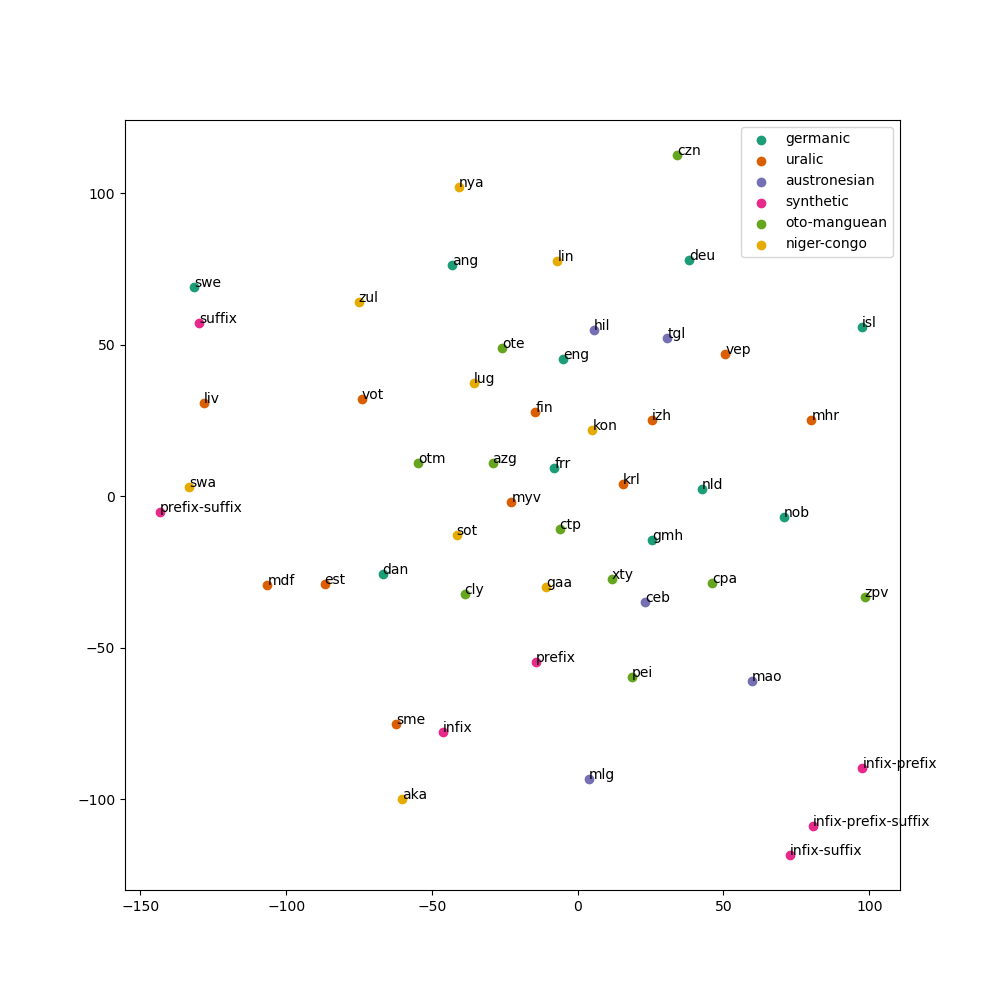 germanic
uralic
austronesian
synthetic
oto-manguean
niger-congo
czn
nya
ang
lin
deu
swe
suffix
zul
isl
hil
tgl
ote
eng
vep
lug
vot
liv
fin
izh
mhr
kon
otm
azg
frr
krl
nld
swa
prefix-suffix
myv
nob
sot
ctp
gmh
mdf
est
dan
cly
gaa
xty
ceb
cpa
zpv
prefix
pei
mao
sme
infix
infix-prefix
mlg
aka
infix-prefix-suffix
infix-suffix
100
50
0
−50
−100
−150
−100
−50
0
50
100